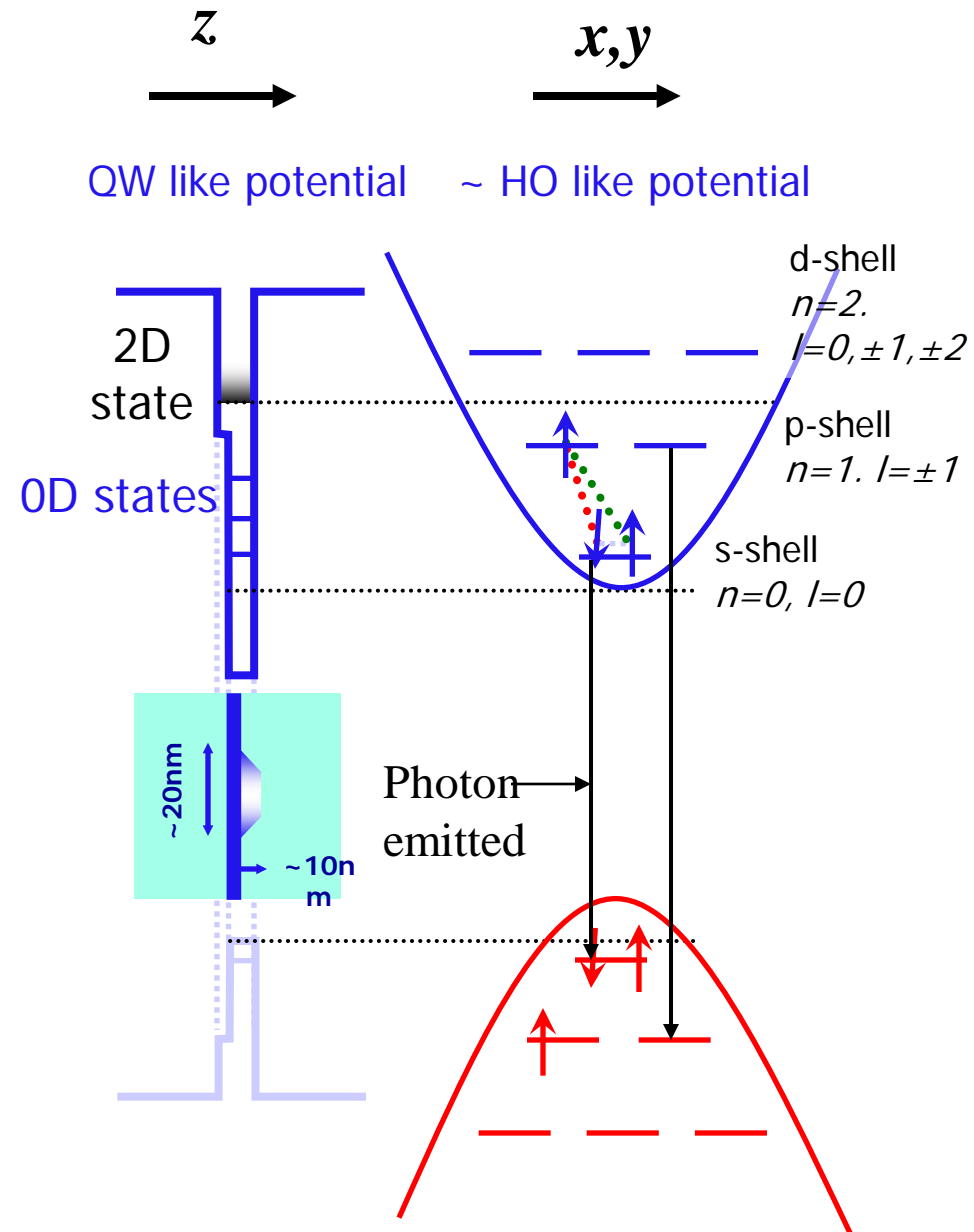 z
x,y
QW like potential
~ HO like potential
d-shell
n=2.
l=0,±1,±2
2D
state
p-shell
n=1. l=±1
0D states
s-shell
n=0, l=0
~20nm
Photon
emitted
~10n
m